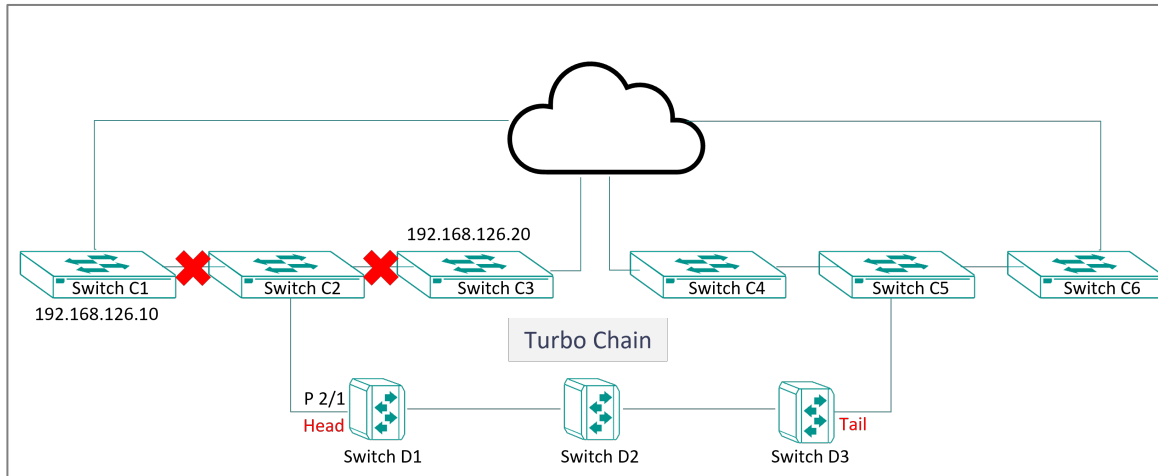 192.168.126.20
Switch C1
Switch C2
Switch C3
Switch C4
Switch C5
Switch C6
192.168.126.10
Turbo Chain
P 2/1
Head
Tail
Switch D1
Switch D2
Switch D3